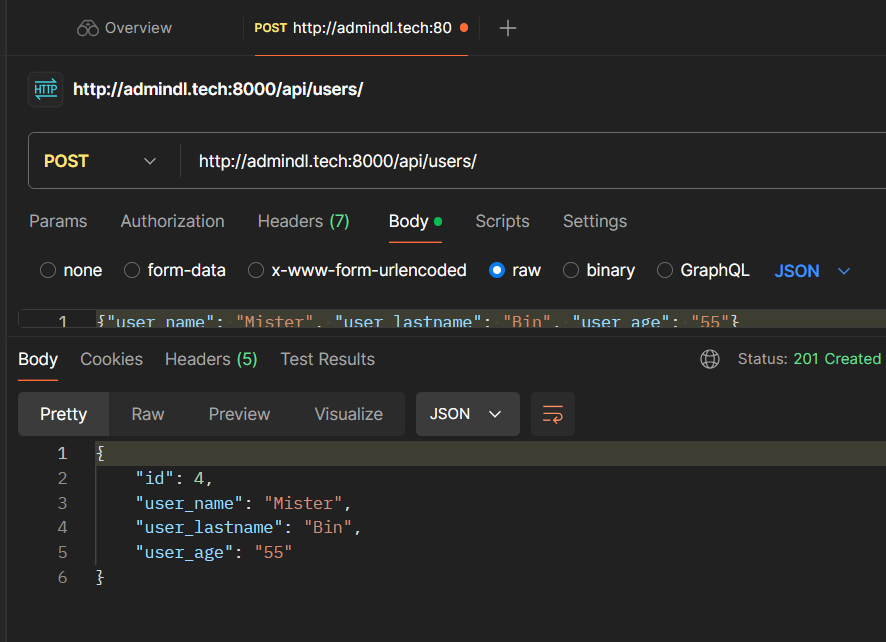 Overview POST http://admindl.tech:80
HTTP http://admindl.tech:8000/api/users/
POST http://admindl.tech:8000/api/users/
Params Authorization Headers (7) Body Scripts Settings
none form-data x-www-form-urlencoded raw binary GraphQL JSON
1 {"user_name": "Mister", "user_lastname": "Bin", "user_age": "55"}
Body Cookies Headers (5) Test Results Status: 201 Created
Pretty Raw Preview Visualize JSON
1 {
2 "id": 4,
3 "user_name": "Mister",
4 "user_lastname": "Bin",
5 "user_age": "55"
6 }